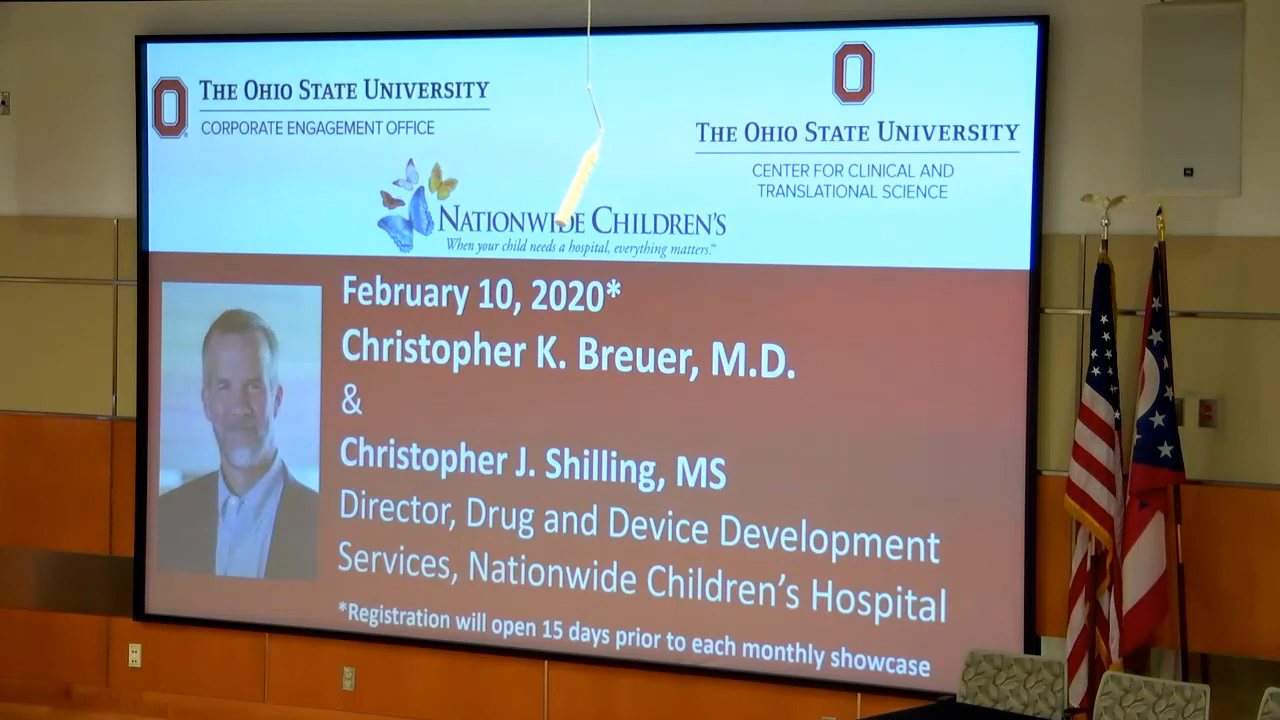 THE OHIO STATE UNIVERSITY
CORPORATE ENGAGEMENT OFFICE
THE OHIO STATE UNIVERSITY
CENTER FOR CLINICAL AND
TRANSLATIONAL SCIENCE
NATIONWIDE CHILDREN'S
When your child needs a hospital, everything matters.™
February 10, 2020*
Christopher K. Breuer, M.D.
&
Christopher J. Shilling, MS
Director, Drug and Device Development
Services, Nationwide Children's Hospital
*Registration will open 15 days prior to each monthly showcase